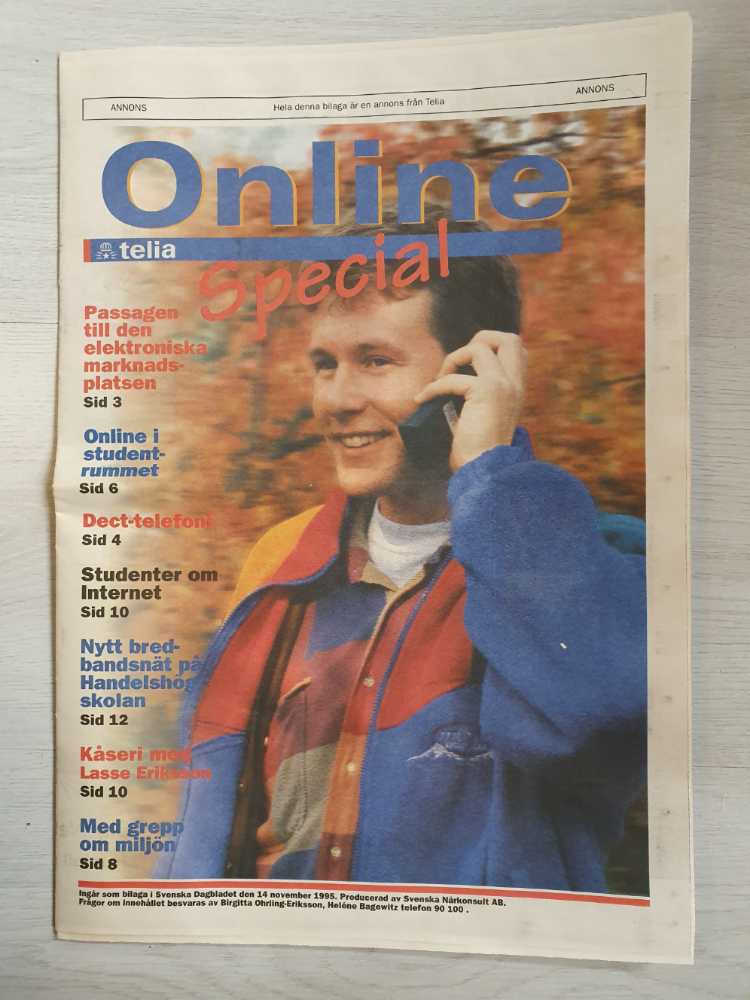 ANNONS
Hela denna bilaga är en annons från Telia
ANNONS
Online
telia
Special
Passagen
till den
elektroniska
marknads-
platsen
Sid 3
Online i
student-
rummet
Sid 6
Dect-telefoni
Sid 4
Studenter om
Internet
Sid 10
Nytt bred-
bandsnät på
Handelshög
skolan
Sid 12
Kåseri med
Lasse Eriksson
Sid 10
Med grepp
om miljön
Sid 8
Ingår som bilaga i Svenska Dagbladet den 14 november 1995. Producerad av Svenska Närkonsult AB.
Frågor om innehållet besvaras av Birgitta Ohrling-Eriksson, Heléne Bagewitz telefon 90 100 .